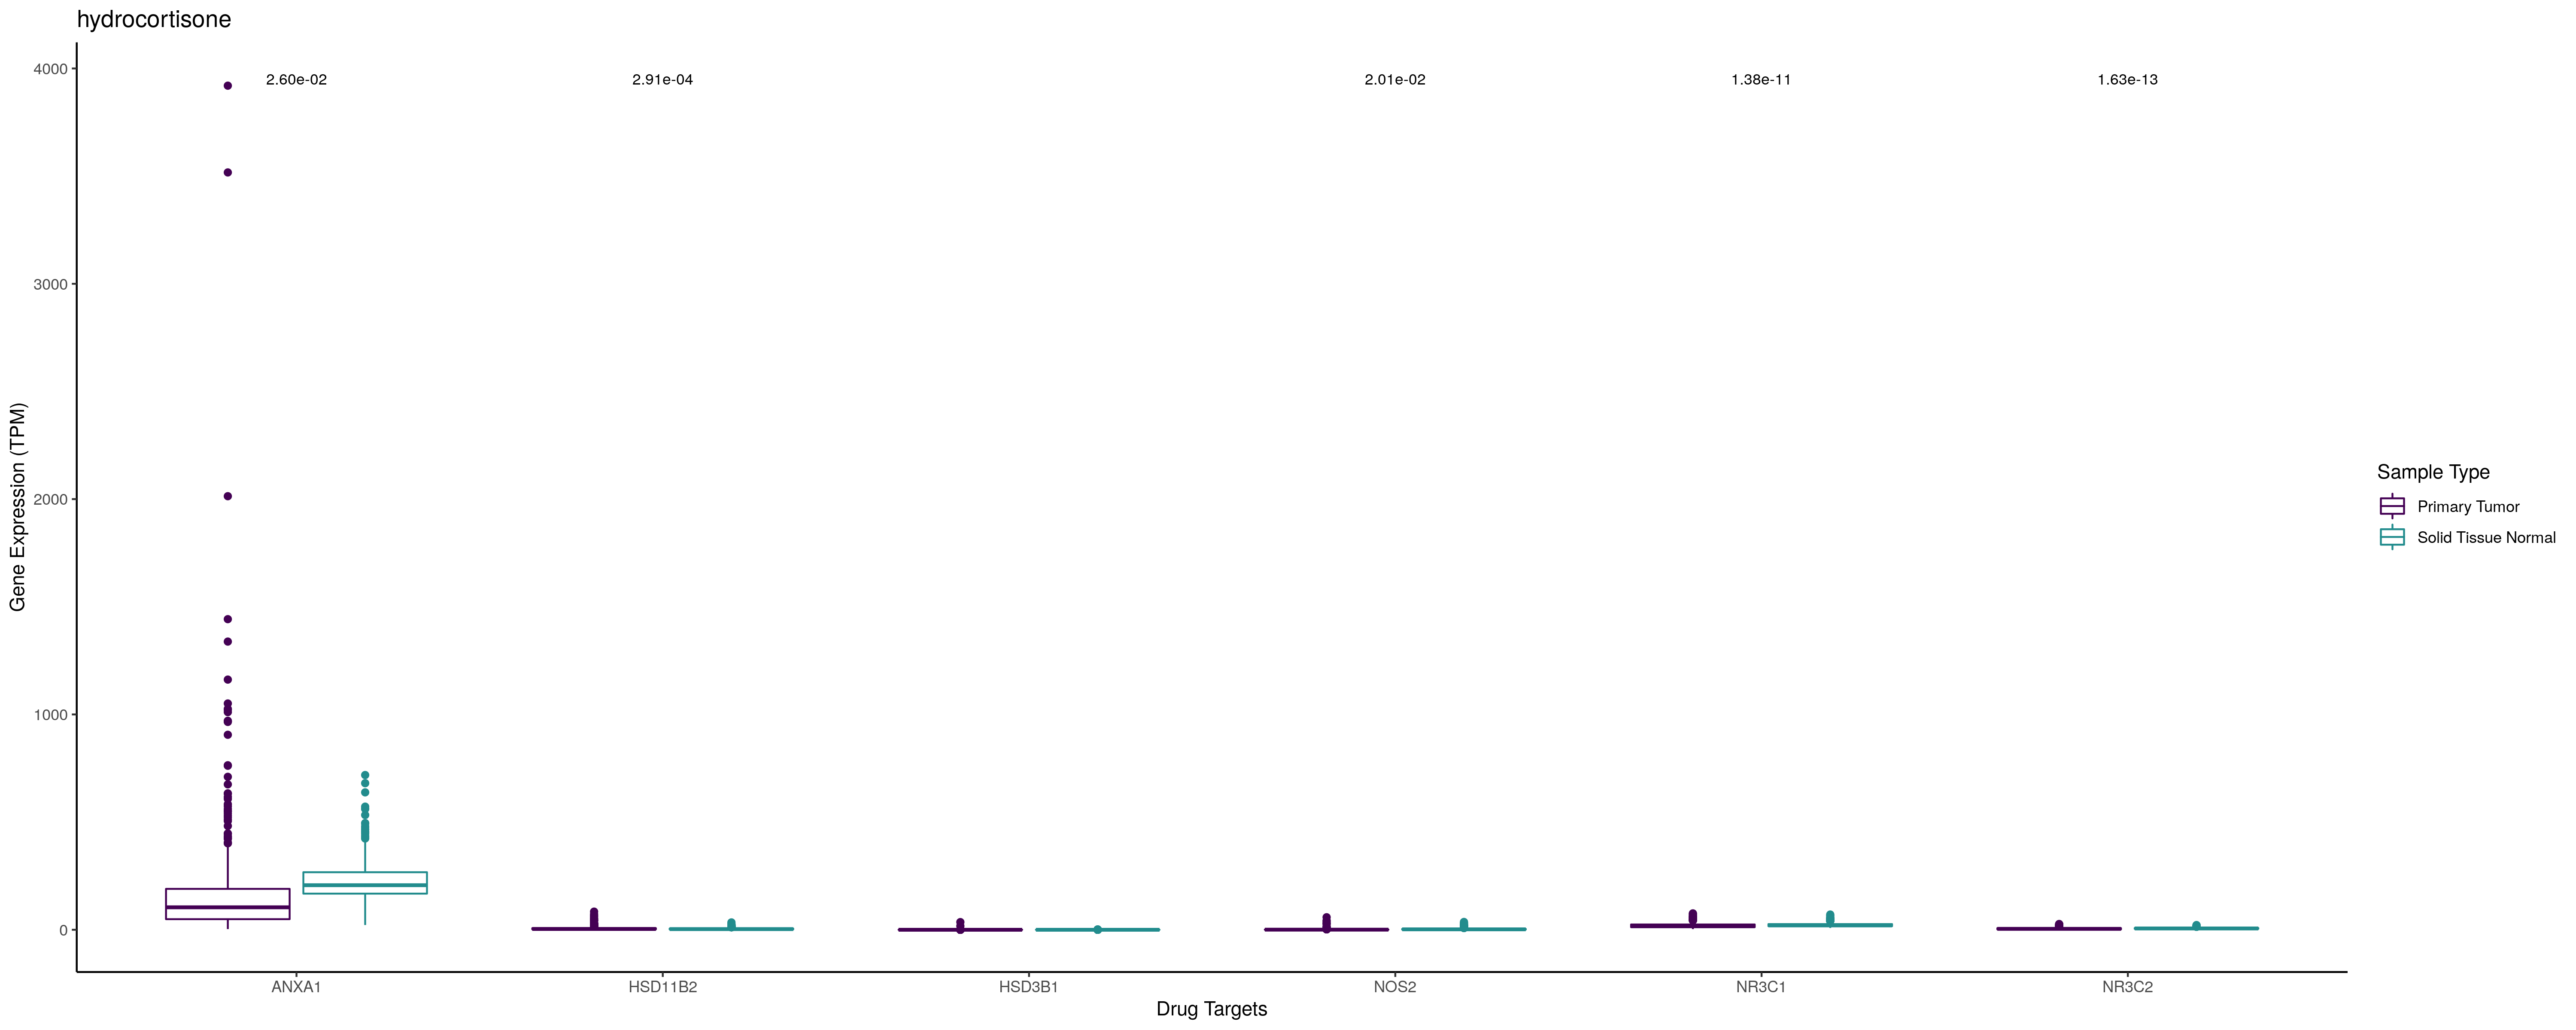 hydrocortisone
2.60e-02 2.91e-04 2.01e-02 1.38e-11 1.63e-13
4000
3000
2000
1000
0
Gene Expression (TPM)
ANXA1 HSD11B2 HSD3B1 NOS2 NR3C1 NR3C2
Drug Targets
Sample Type
Primary Tumor
Solid Tissue Normal